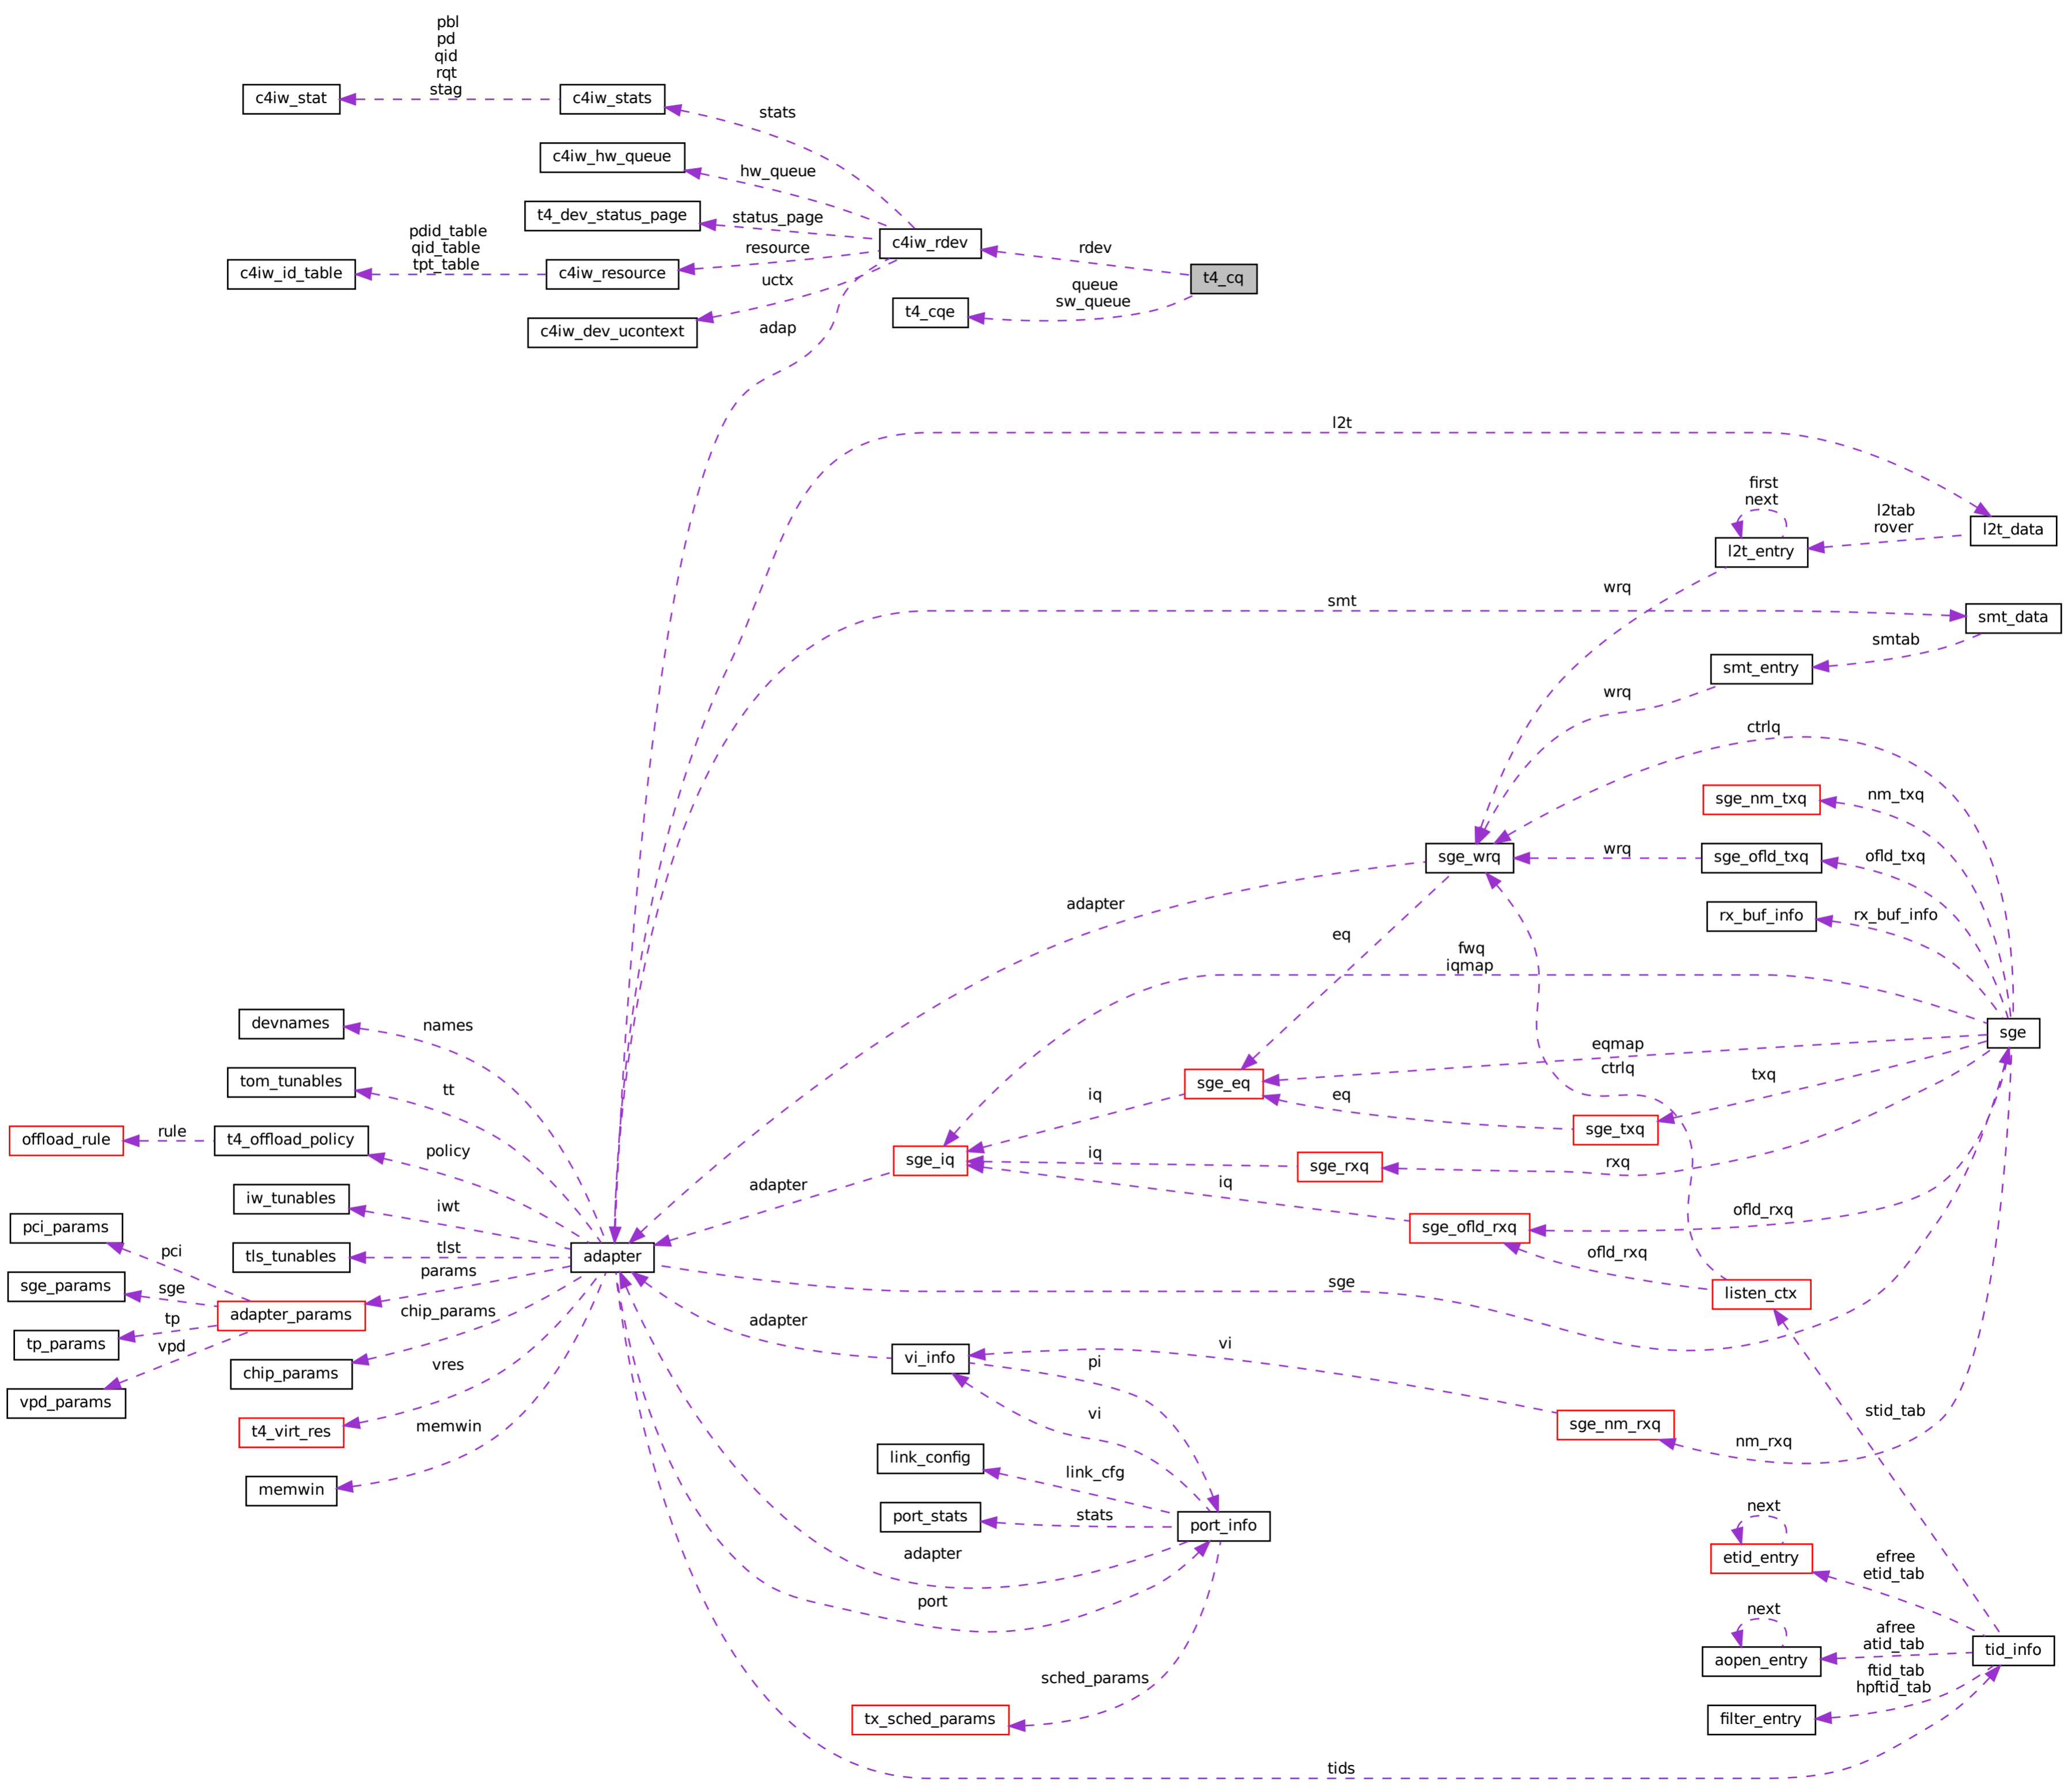 pbl
pd
qid
rqt
stag
c4iw_stat
c4iw_stats
stats
c4iw_hw_queue
hw_queue
t4_dev_status_page
status_page
c4iw_rdev
rdev
t4_cq
pdid_table
qid_table
tpt_table
resource
c4iw_id_table
c4iw_resource
uctx
queue
sw_queue
t4_cqe
c4iw_dev_ucontext
adap
l2t
first
next
l2tab
rover
l2t_data
l2t_entry
wrq
smt
smt_data
smtab
smt_entry
wrq
ctrlq
sge_nm_txq
nm_txq
sge_wrq
wrq
sge_ofld_txq
ofld_txq
adapter
rx_buf_info
rx_buf_info
eq
fwq
iqmap
devnames
names
sge
eqmap
ctrlq
txq
tom_tunables
tt
sge_eq
iq
eq
sge_txq
offload_rule
rule
t4_offload_policy
policy
sge_iq
iq
sge_rxq
rxq
adapter
iq
iw_tunables
iwt
ofld_rxq
pci_params
sge_ofld_rxq
pci
tls_tunables
tlst
adapter
ofld_rxq
params
sge_params
sge
sge
listen_ctx
adapter_params
chip_params
tp
adapter
tp_params
vpd
vi
vi_info
pi
vres
chip_params
vpd_params
vi
stid_tab
sge_nm_rxq
t4_virt_res
memwin
nm_rxq
link_config
link_cfg
memwin
port_stats
stats
port_info
next
adapter
etid_entry
efree
etid_tab
port
next
afree
atid_tab
tid_info
aopen_entry
sched_params
ftid_tab
hpftid_tab
tx_sched_params
filter_entry
tids